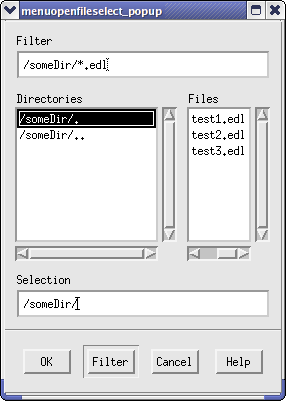 menuopenfileselect_popup
Filter
/someDir/*.edl
Directories
/someDir/.
/someDir/..
Files
test1.edl
test2.edl
test3.edl
Selection
/someDir/
OK
Filter
Cancel
Help